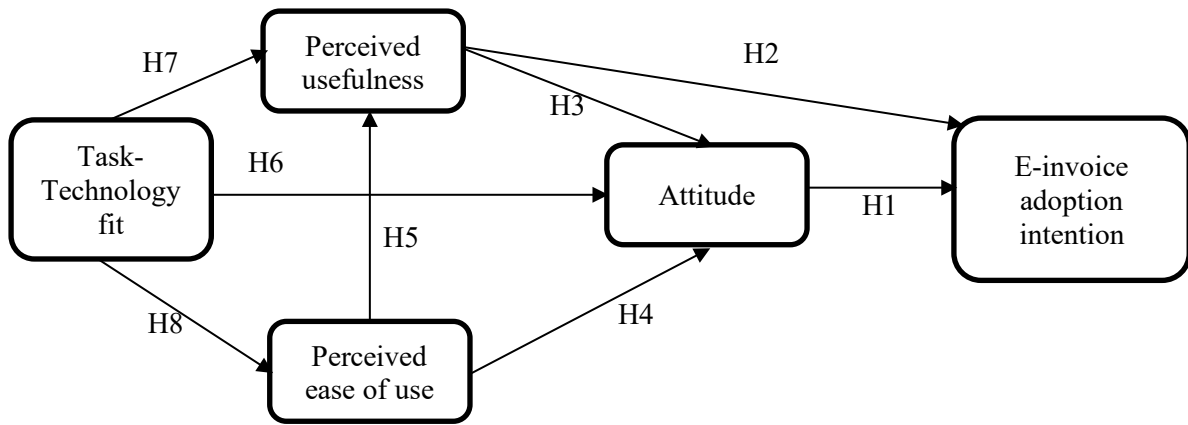 H7
Perceived
usefulness
H2
H3
Task-
Technology
fit
H6
Attitude
H1
E-invoice
adoption
intention
H5
H8
H4
Perceived
ease of use